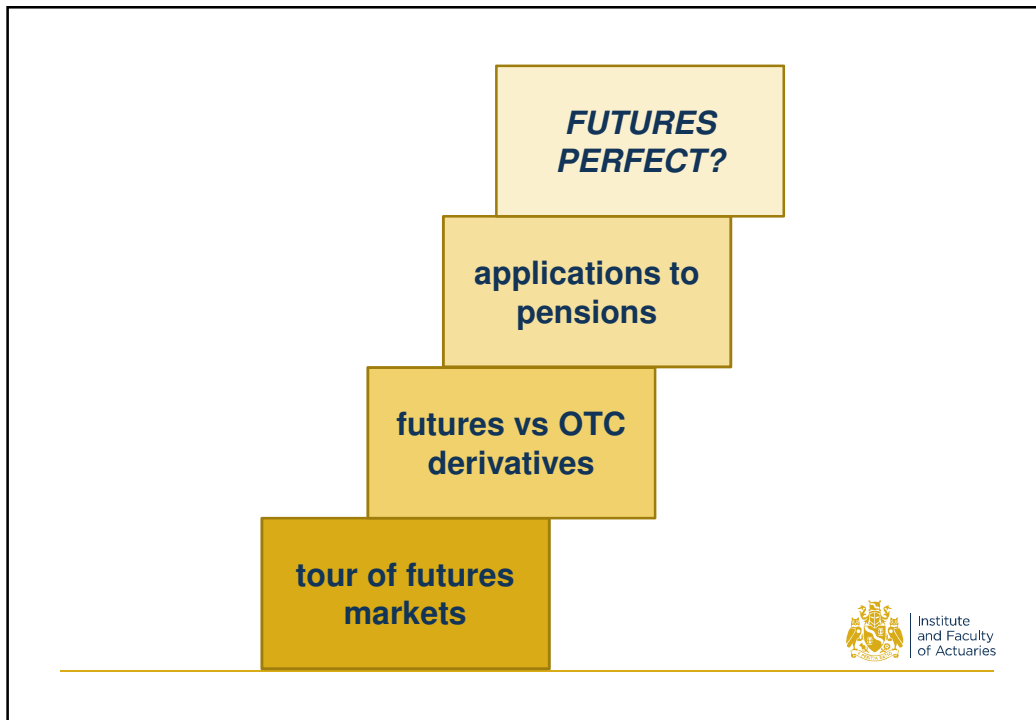 FUTURES
PERFECT?
applications to
pensions
futures vs OTC
derivatives
tour of futures
markets
Institute
and Faculty
of Actuaries